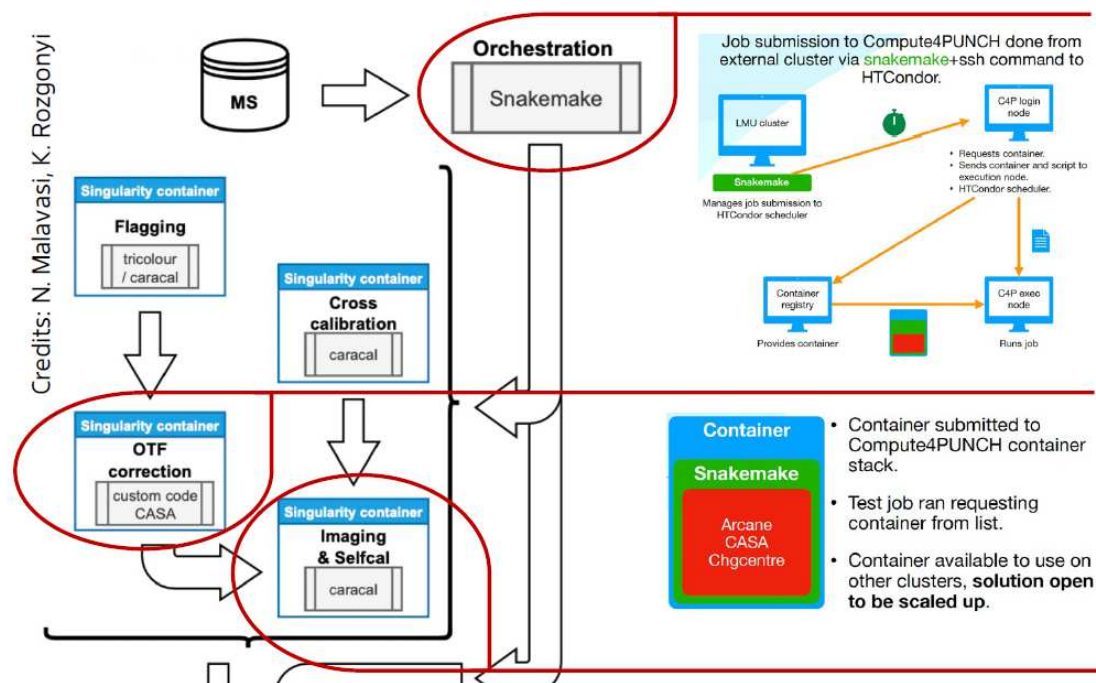 Credits: N. Malavasi, K. Rozgonyi
MS
Orchestration
Snakemake
Singularity container
Flagging
tricolour
/ caracal
Singularity container
Cross
calibration
caracal
Singularity container
OTF
correction
custom code
CASA
Singularity container
Imaging
& Selfcal
caracal
Job submission to Compute4PUNCH done from
external cluster via snakemake+ssh command to
HTCondor.
LMU cluster
Snakemake
Manages job submission to
HTCondor scheduler
C4P login
node
• Requests container.
• Sends container and script to
execution node.
• HTCondor scheduler.
Container
registry
Provides container
C4P exec
node
Runs job
Container
Snakemake
Arcane
CASA
Chgcentre
• Container submitted to
Compute4PUNCH container
stack.
• Test job ran requesting
container from list.
• Container available to use on
other clusters, solution open
to be scaled up.